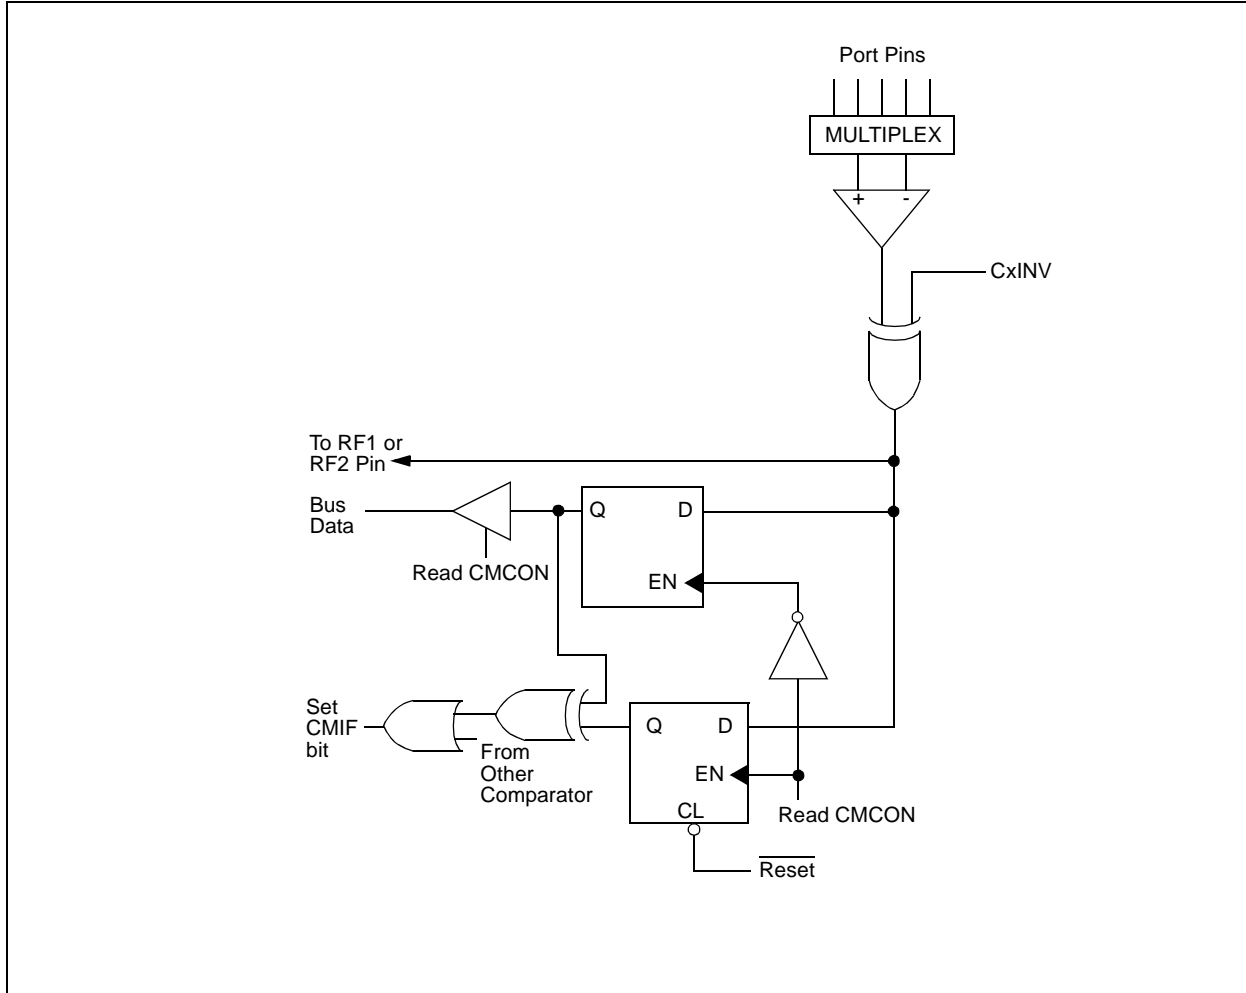 Port Pins
MULTIPLEX
+ -
CxINV
To RF1 or
RF2 Pin
Bus
Data
Q D
EN
Read CMCON
Set
CMIF
bit
From
Other
Comparator
Q D
EN
CL
Read CMCON
Reset